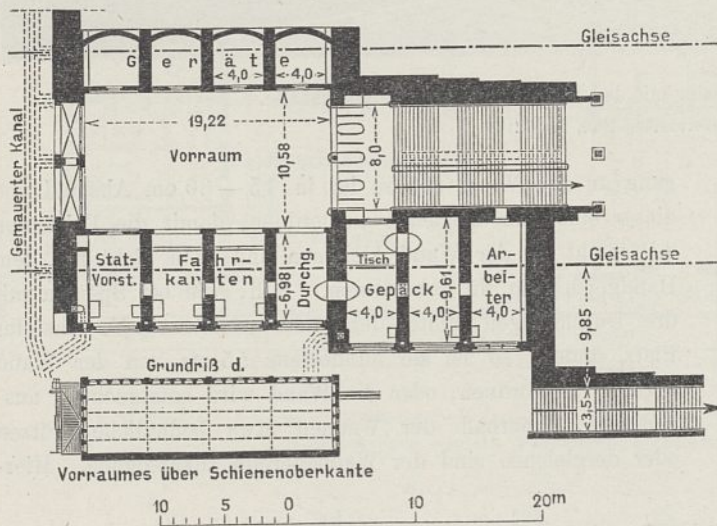 Gleisachse
Geräte
4,0 4,0
Gemauerter Kanal
19,22
Vorraum
10,58
8,0
Stat.-
Vorst.
Fahr-
karten
6,98
Durchg.
Tisch
Gepäck
4,0 4,0
9,61
Ar-
bei-
ter
4,0
Gleisachse
9,85
3,5
Grundriß d.
Vorraumes über Schienenoberkante
10 5 0 10 20m